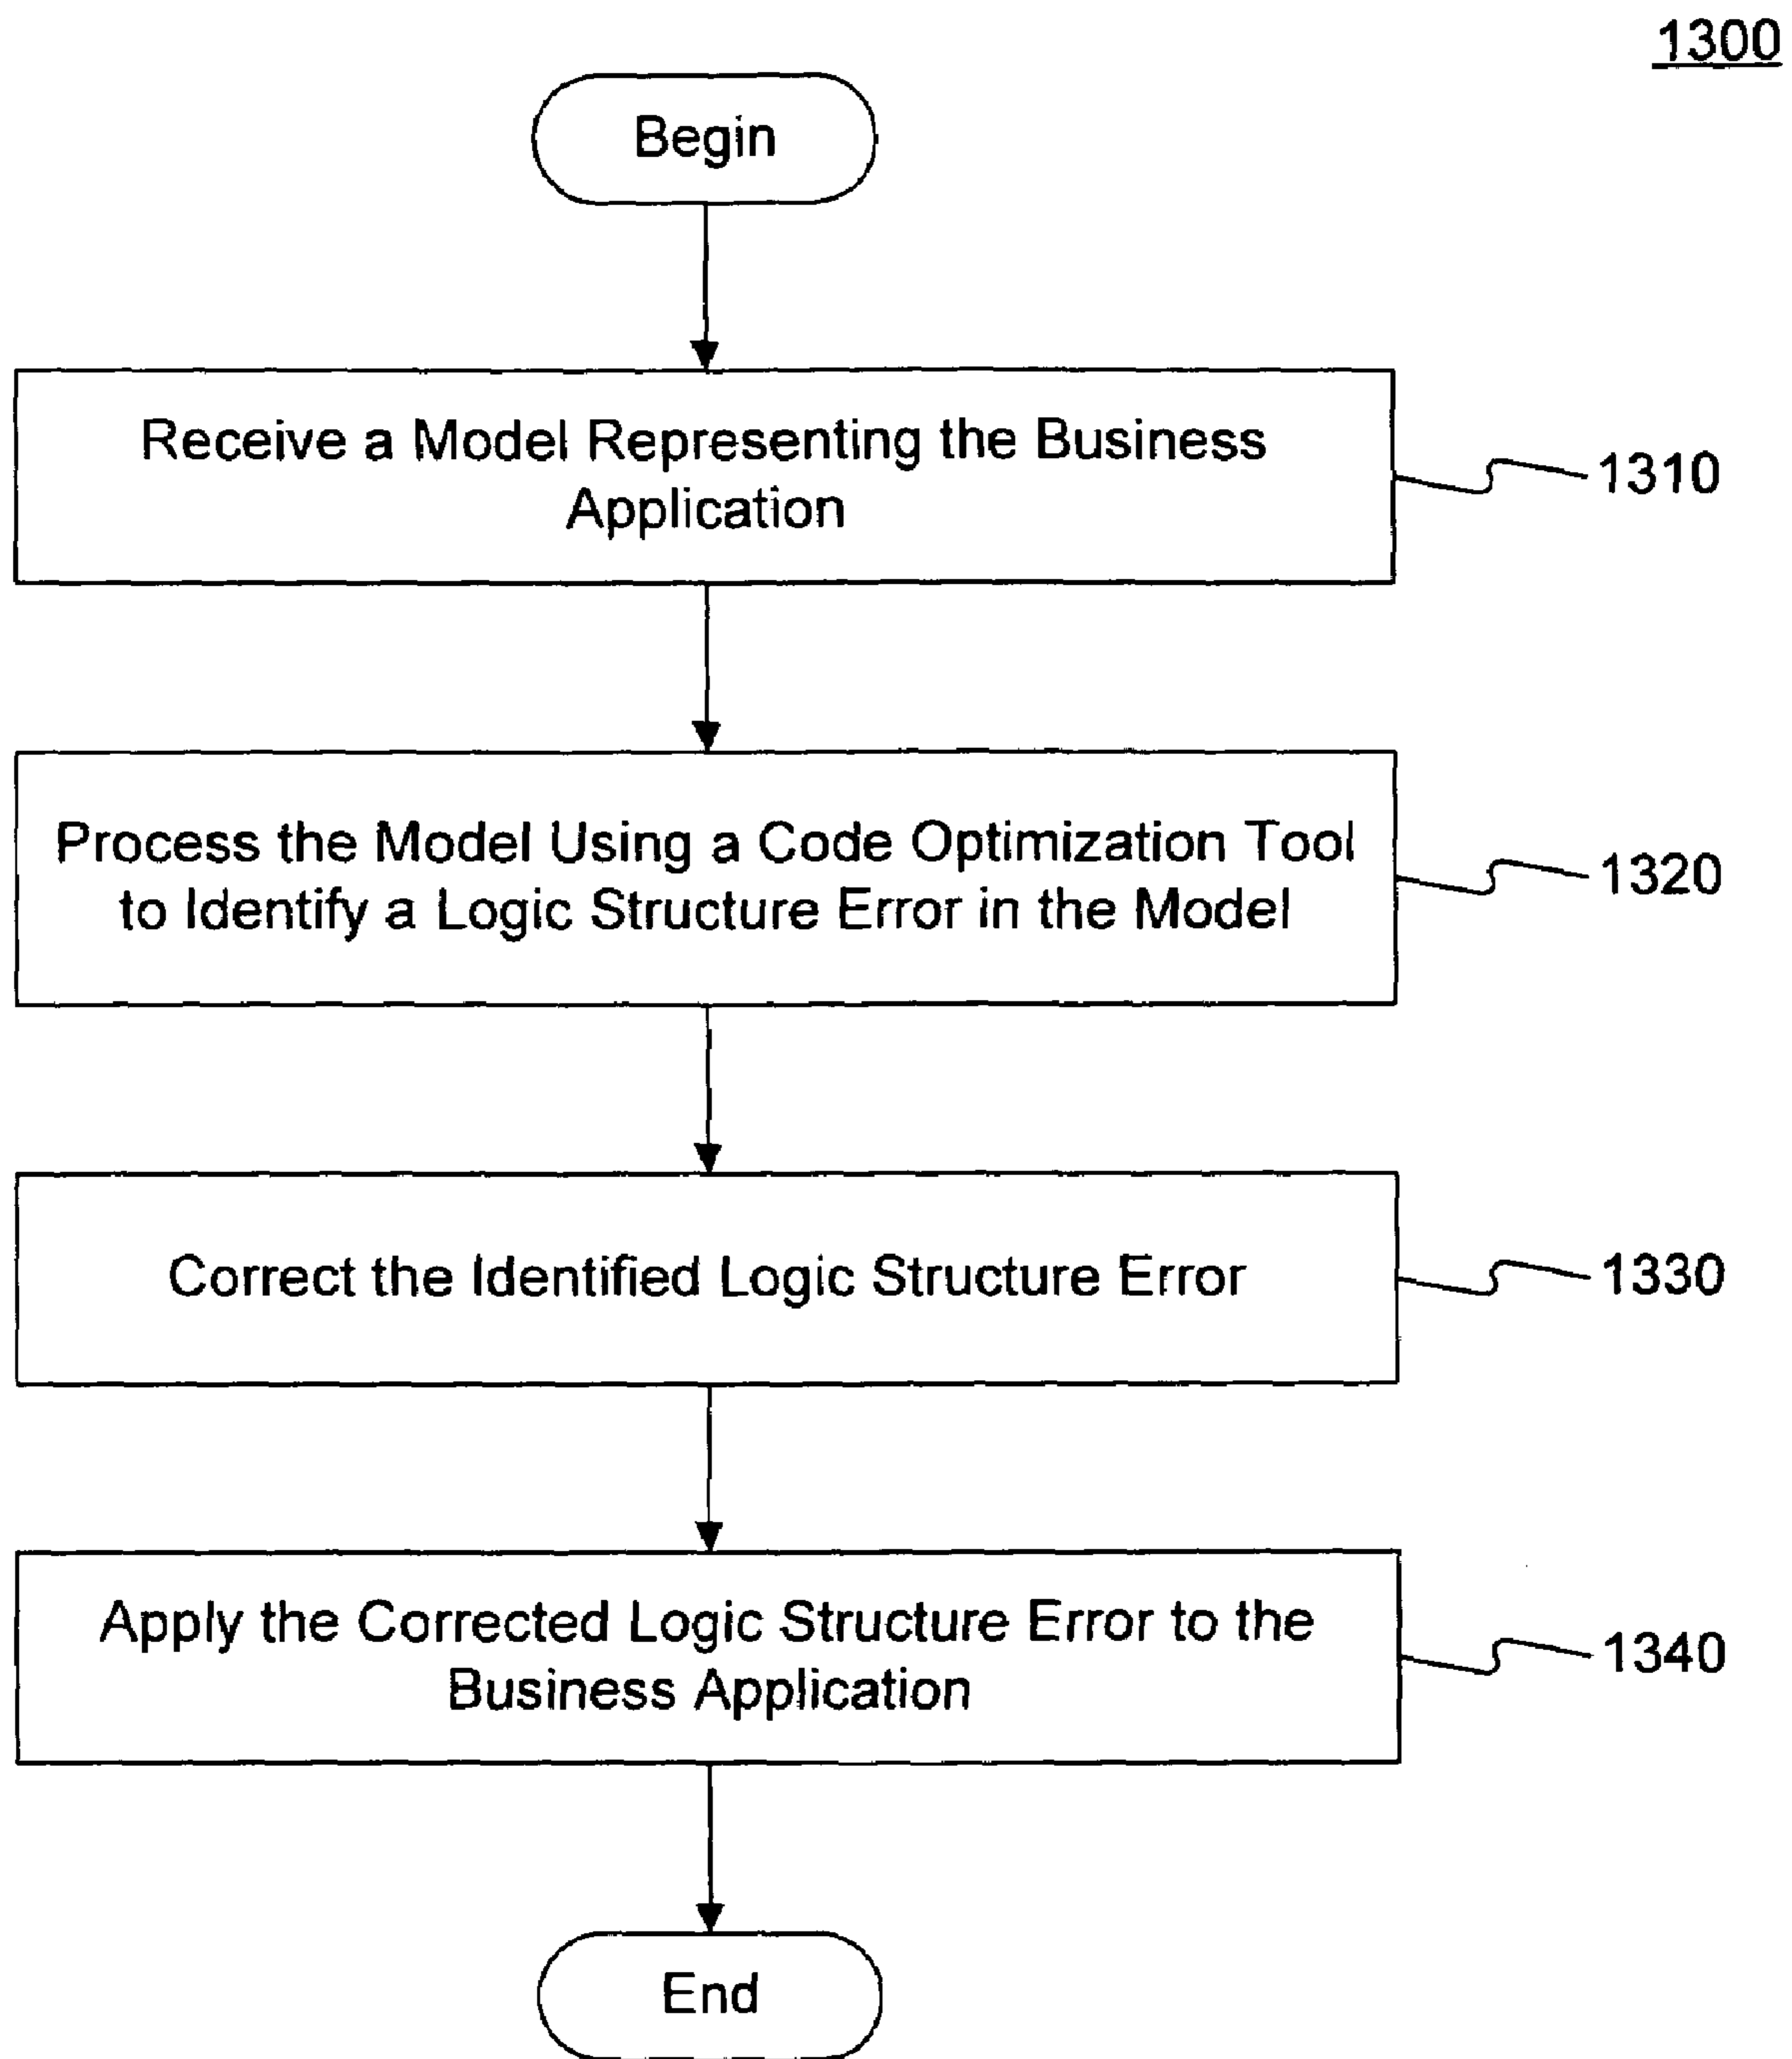 1300
Begin
Receive a Model Representing the Business
Application
1310
Process the Model Using a Code Optimization Tool
to Identify a Logic Structure Error in the Model
1320
Correct the Identified Logic Structure Error
1330
Apply the Corrected Logic Structure Error to the
Business Application
1340
End